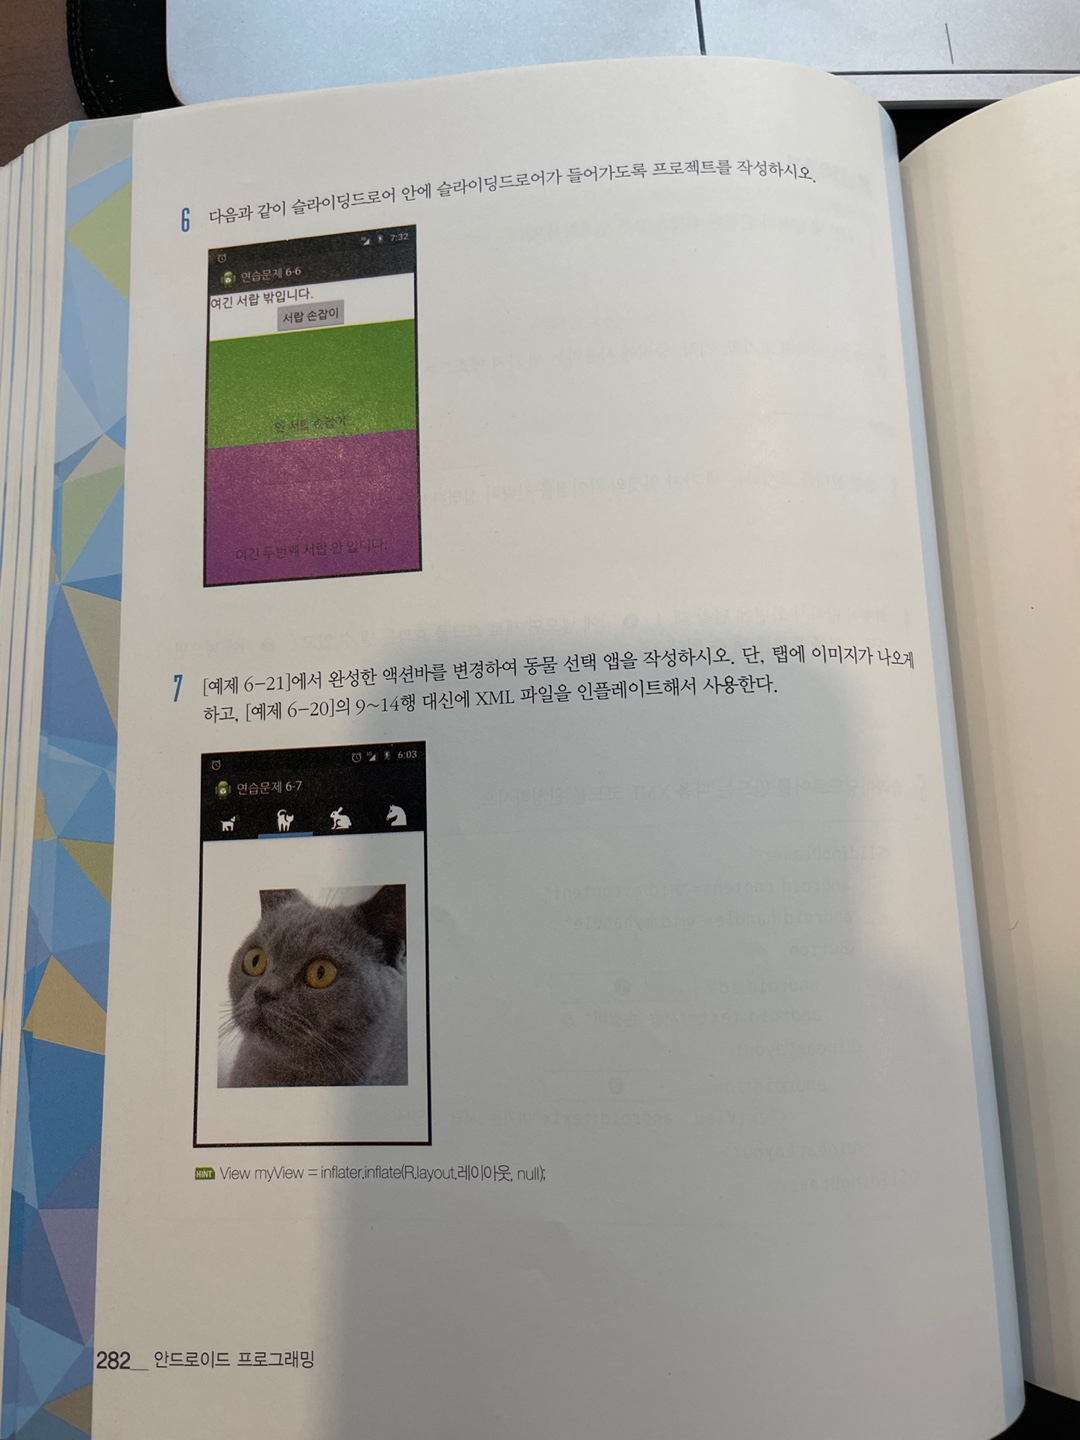 6 다음과 같이 슬라이딩드로어 안에 슬라이딩드로어가 들어가도록 프로젝트를 작성하시오.
7:32
연습문제 6-6
여긴 서랍 밖입니다.
서랍 손잡이
안 서랍 손잡이
여긴 두번째 서랍 안 입니다.
7 [예제 6-21]에서 완성한 액션바를 변경하여 동물 선택 앱을 작성하시오. 단, 탭에 이미지가 나오게
하고, [예제 6-20]의 9~14행 대신에 XML 파일을 인플레이트해서 사용한다.
6:03
연습문제 6-7
HINT View myView = inflater.inflate(R.layout.레이아웃, null);
282_ 안드로이드 프로그래밍